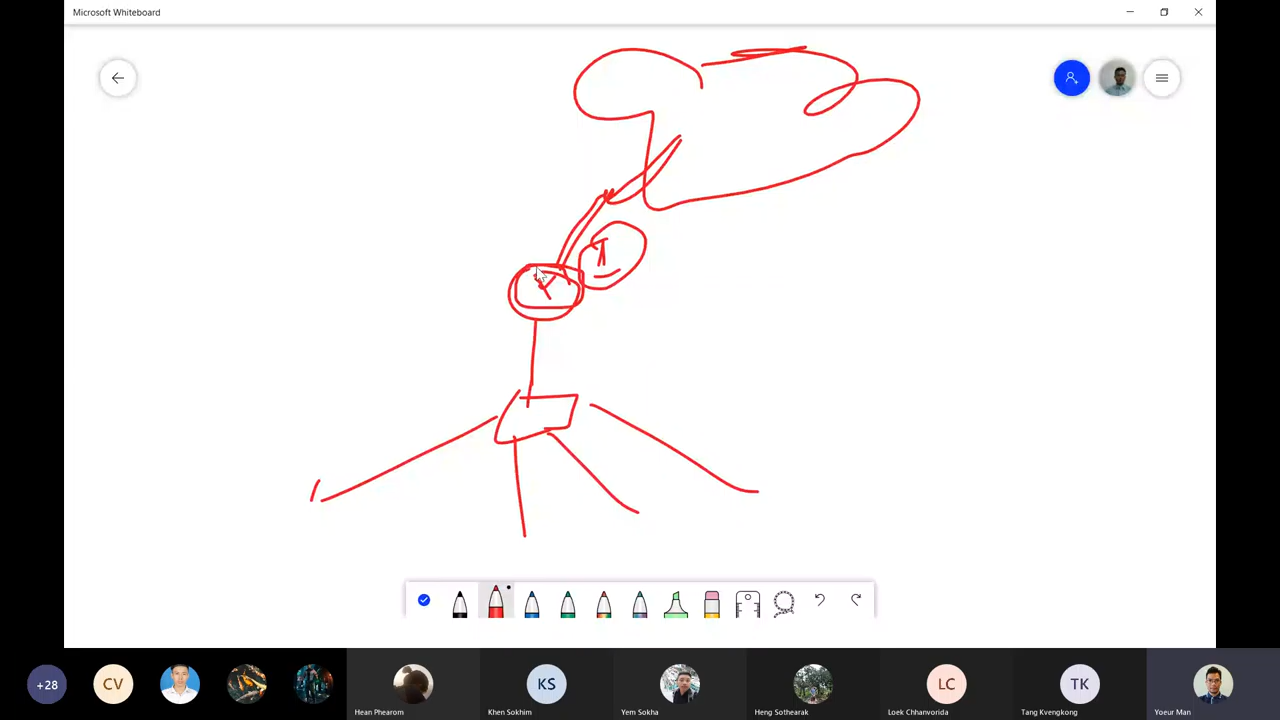 Microsoft Whiteboard
I
+28
CV
KS
LC
TK
Hean Phearom
Khen Sokhim
Yem Sokha
Heng Sothearak
Loek Chhanvorida
Tang Kvengkong
Yoeur Man